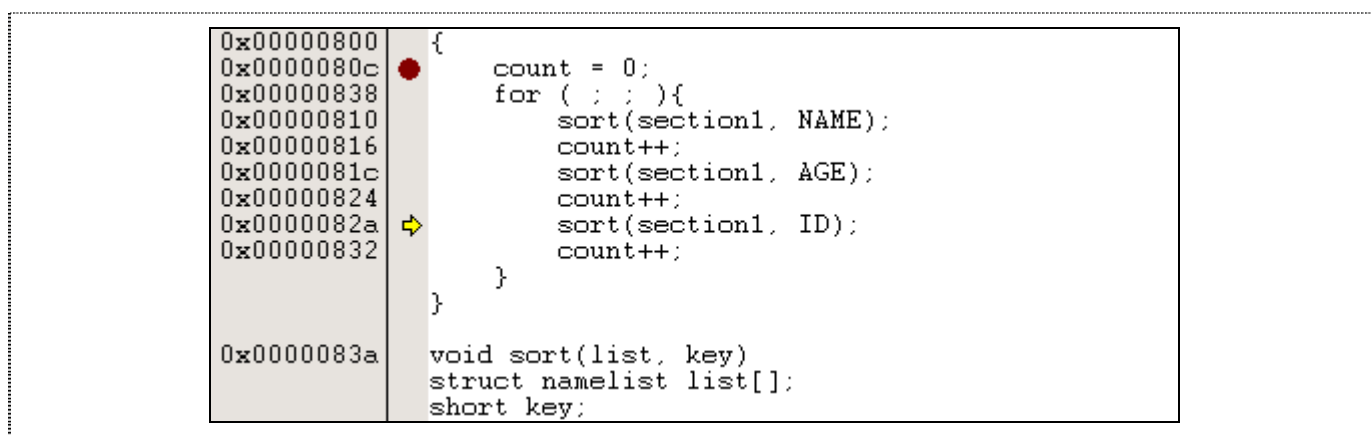 0x00000800 {
0x0000080c count = 0;
0x00000838 for ( ; ; ){
0x00000810 sort(section1, NAME);
0x00000816 count++;
0x0000081c sort(section1, AGE);
0x00000824 count++;
0x0000082a sort(section1, ID);
0x00000832 count++;
}
}
0x0000083a void sort(list, key)
struct namelist list[];
short key;